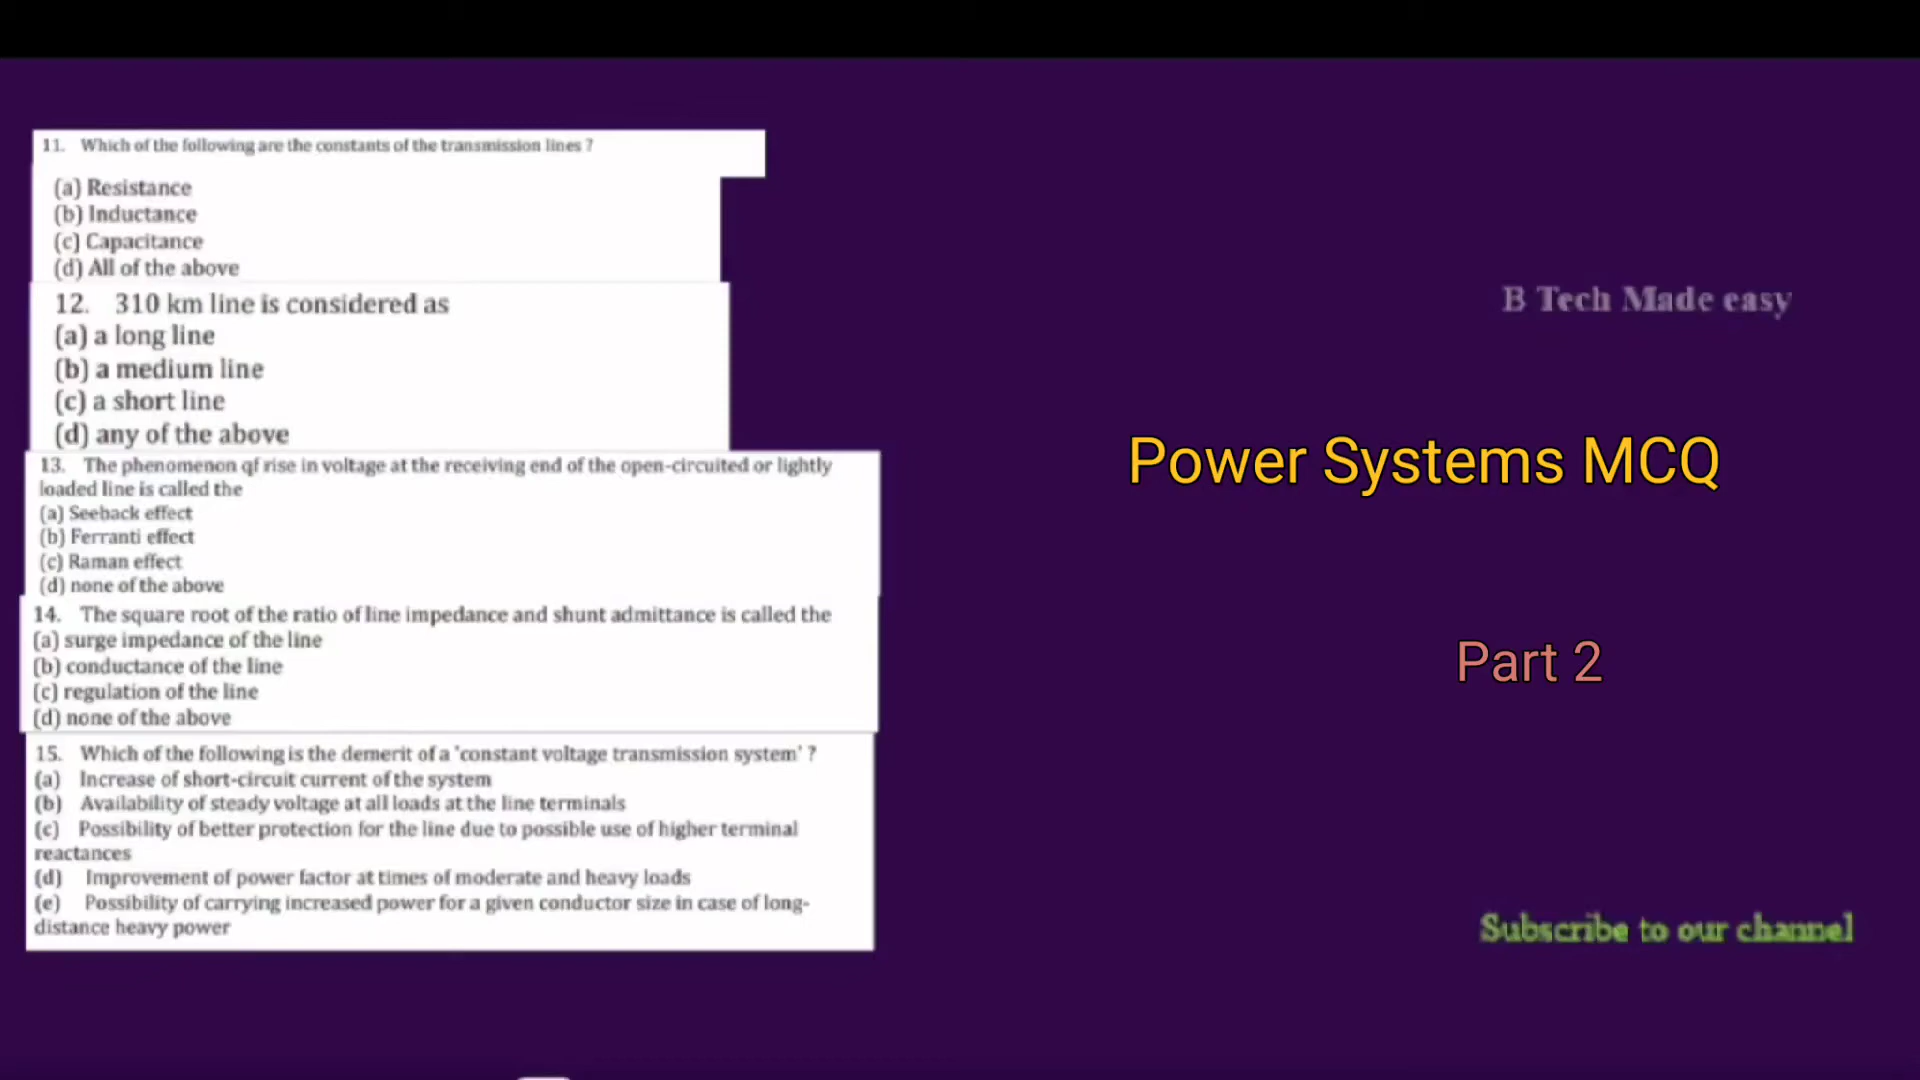 11. Which of the following are the constants of the transmission lines ?
(a) Resistance
(b) Inductance
(c) Capacitance
(d) All of the above
12. 310 km line is considered as
(a) a long line
(b) a medium line
(c) a short line
(d) any of the above
13. The phenomenon qf rise in voltage at the receiving end of the open-circuited or lightly
loaded line is called the
(a) Seeback effect
(b) Ferranti effect
(c) Raman effect
(d) none of the above
14. The square root of the ratio of line impedance and shunt admittance is called the
(a) surge impedance of the line
(b) conductance of the line
(c) regulation of the line
(d) none of the above
15. Which of the following is the demerit of a 'constant voltage transmission system' ?
(a) Increase of short-circuit current of the system
(b) Availability of steady voltage at all loads at the line terminals
(c) Possibility of better protection for the line due to possible use of higher terminal
reactances
(d) Improvement of power factor at times of moderate and heavy loads
(e) Possibility of carrying increased power for a given conductor size in case of long-
distance heavy power
B Tech Made easy
Power Systems MCQ
Part 2
Subscribe to our channel